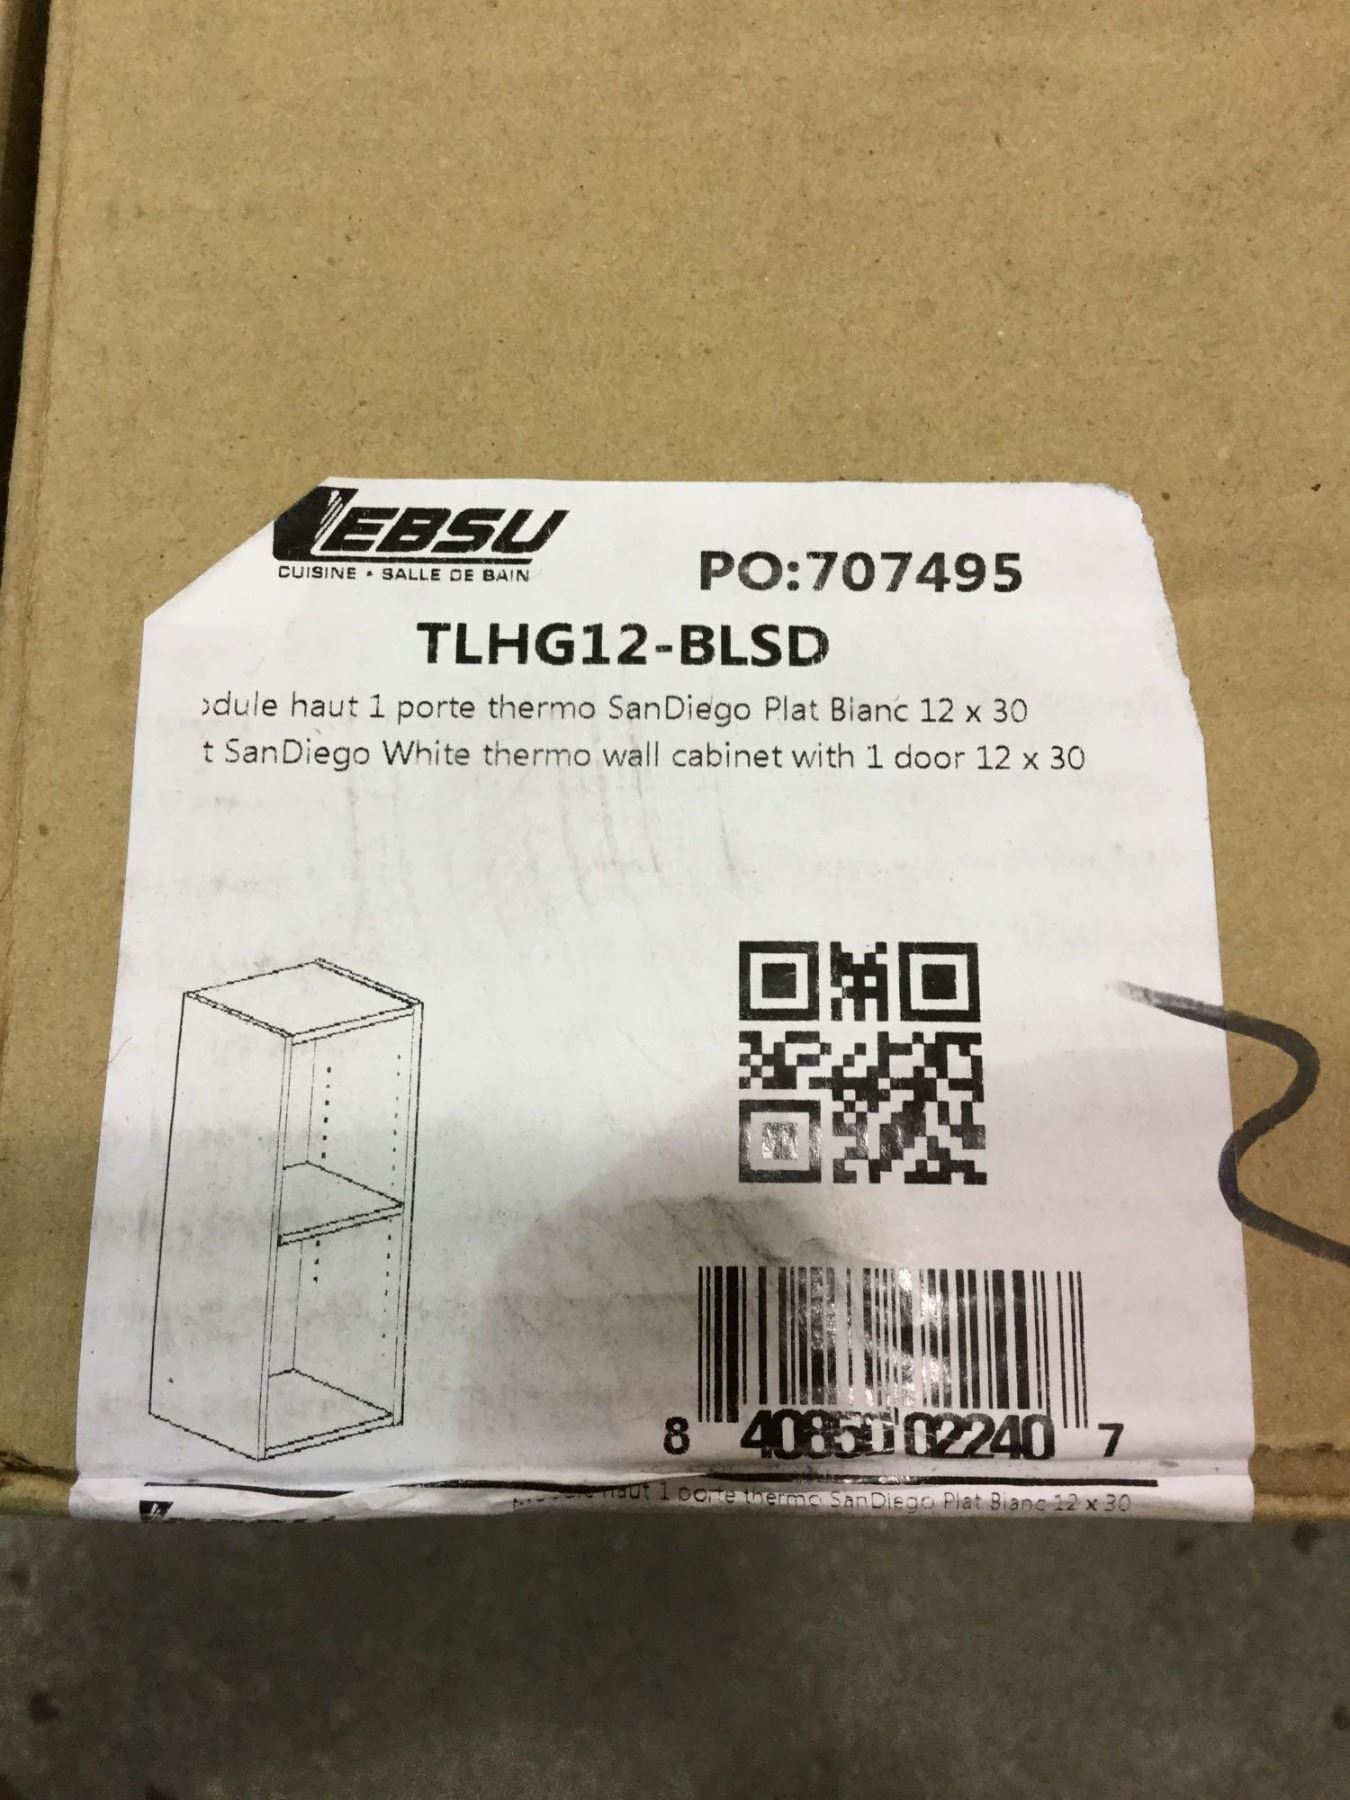 EBSU
CUISINE • SALLE DE BAIN
PO:707495
TLHG12-BLSD
odule haut 1 porte thermo SanDiego Plat Blanc 12 x 30
t SanDiego White thermo wall cabinet with 1 door 12 x 30
8 40850 02240 7
haut 1 porte thermo SanDiego Plat Blanc 12 x 30